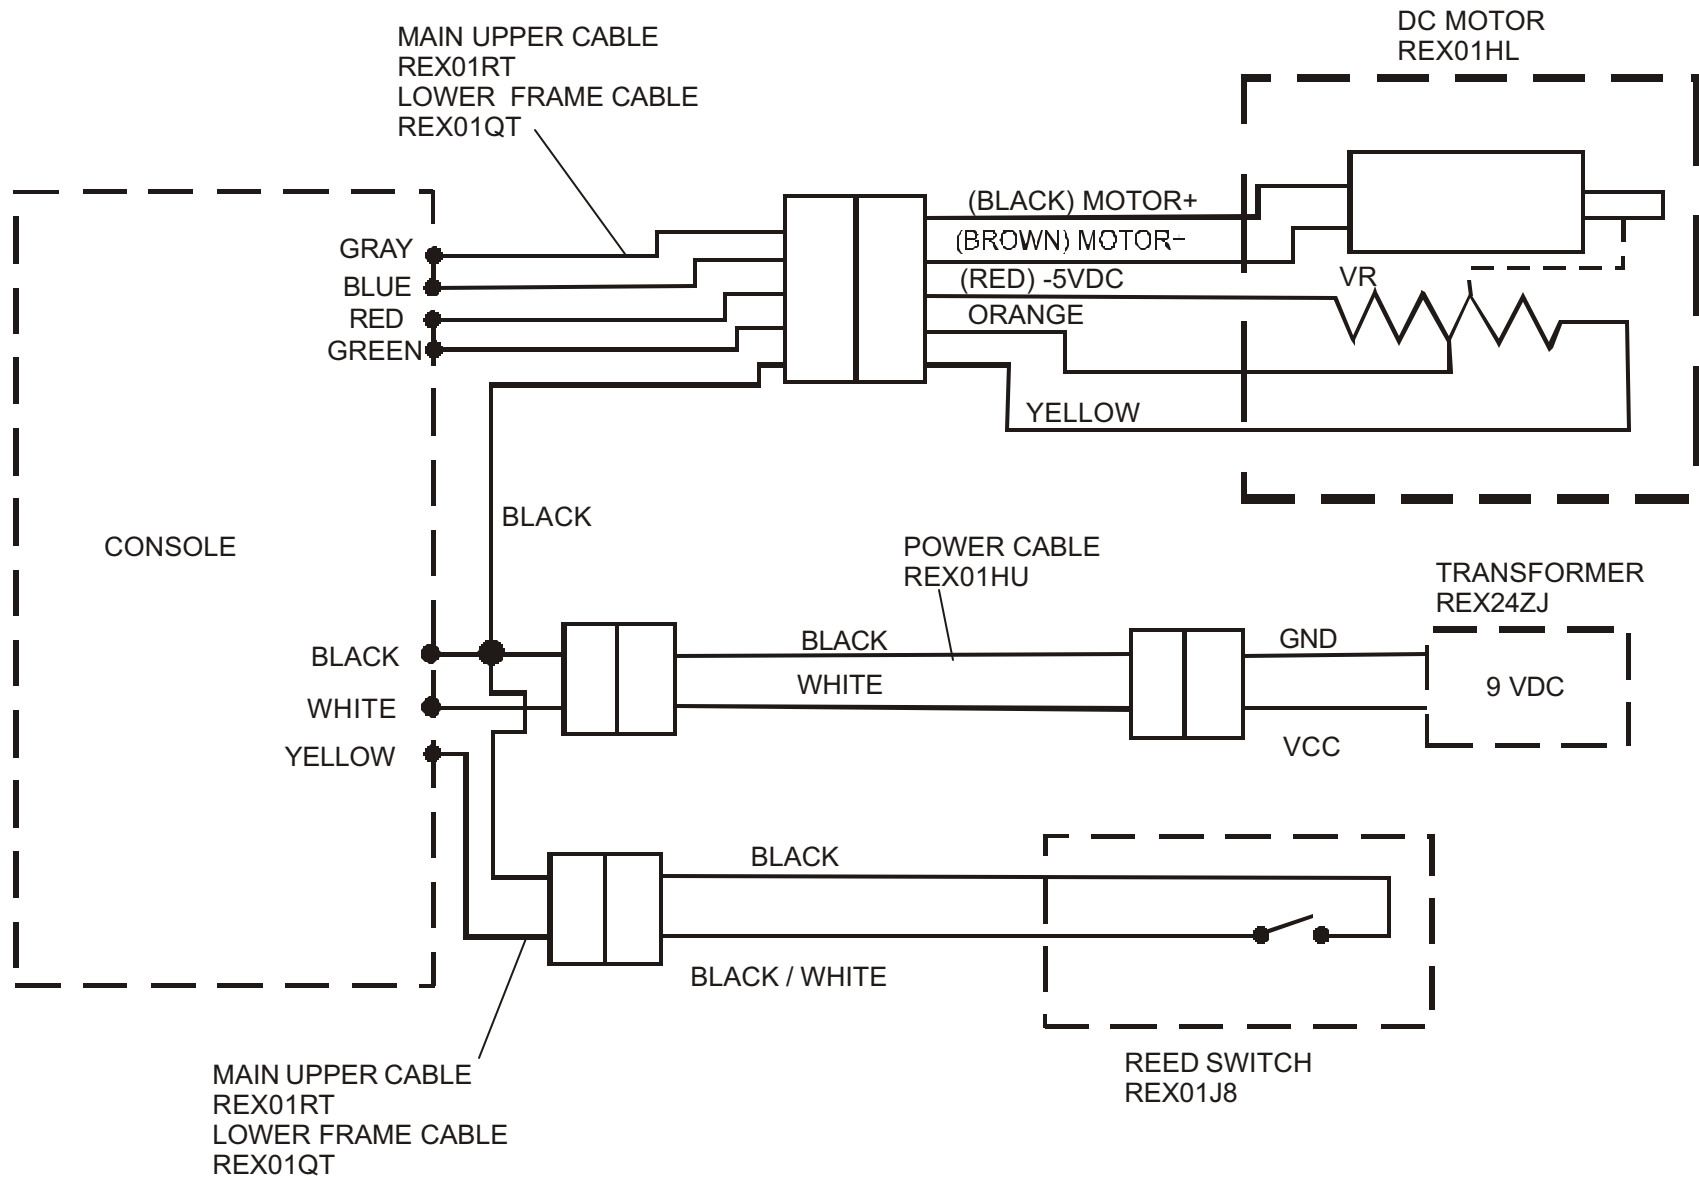 MAIN UPPER CABLE
REX01RT
LOWER FRAME CABLE
REX01QT
DC MOTOR
REX01HL
GRAY
BLUE
RED
GREEN
(BLACK) MOTOR+
(BROWN) MOTOR-
(RED) -5VDC
ORANGE
YELLOW
VR
BLACK
CONSOLE
POWER CABLE
REX01HU
TRANSFORMER
REX24ZJ
9 VDC
BLACK
WHITE
YELLOW
BLACK
WHITE
GND
VCC
BLACK
BLACK / WHITE
REED SWITCH
REX01J8
MAIN UPPER CABLE
REX01RT
LOWER FRAME CABLE
REX01QT